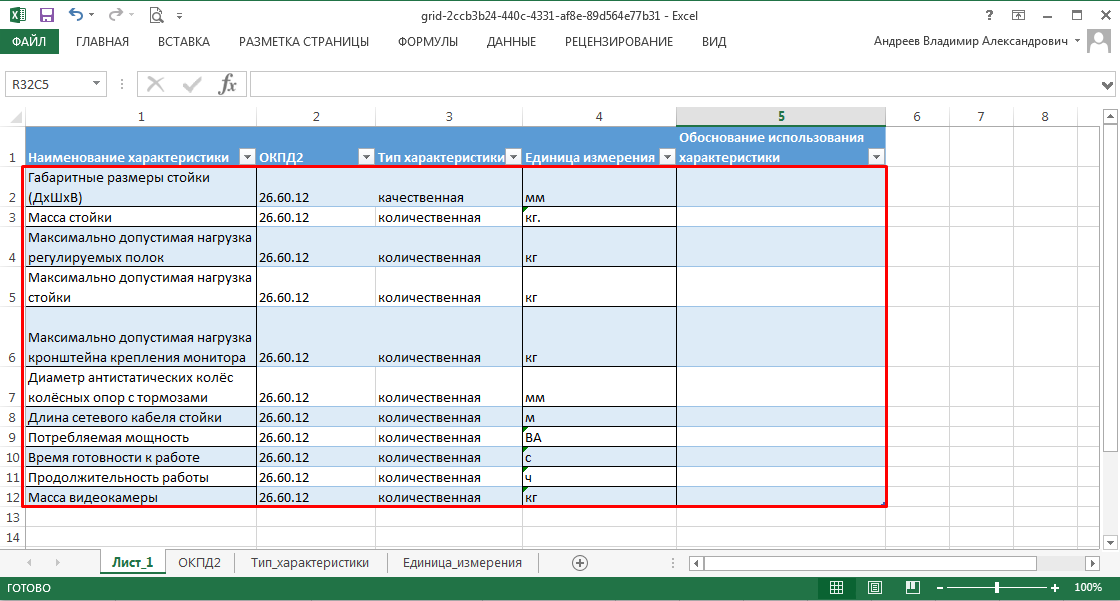 grid-2ccb3b24-440c-4331-af8e-89d564e77b31 - Excel
ФАЙЛ ГЛАВНАЯ ВСТАВКА РАЗМЕТКА СТРАНИЦЫ ФОРМУЛЫ ДАННЫЕ РЕЦЕНЗИРОВАНИЕ ВИД Андреев Владимир Александрович
R32C5 fx
1 2 3 4 5 6 7 8
Обоснование использования
1 Наименование характеристики ОКПД2 Тип характеристики Единица измерения характеристики
Габаритные размеры стойки
2 (ДхШхВ) 26.60.12 качественная мм
3 Масса стойки 26.60.12 количественная кг.
Максимально допустимая нагрузка
4 регулируемых полок 26.60.12 количественная кг
Максимально допустимая нагрузка
5 стойки 26.60.12 количественная кг
Максимально допустимая нагрузка
6 кронштейна крепления монитора 26.60.12 количественная кг
Диаметр антистатических колёс
7 колёсных опор с тормозами 26.60.12 количественная мм
8 Длина сетевого кабеля стойки 26.60.12 количественная м
9 Потребляемая мощность 26.60.12 количественная ВА
10 Время готовности к работе 26.60.12 количественная с
11 Продолжительность работы 26.60.12 количественная ч
12 Масса видеокамеры 26.60.12 количественная кг
13
14
Лист_1 ОКПД2 Тип_характеристики Единица_измерения
ГОТОВО 100%